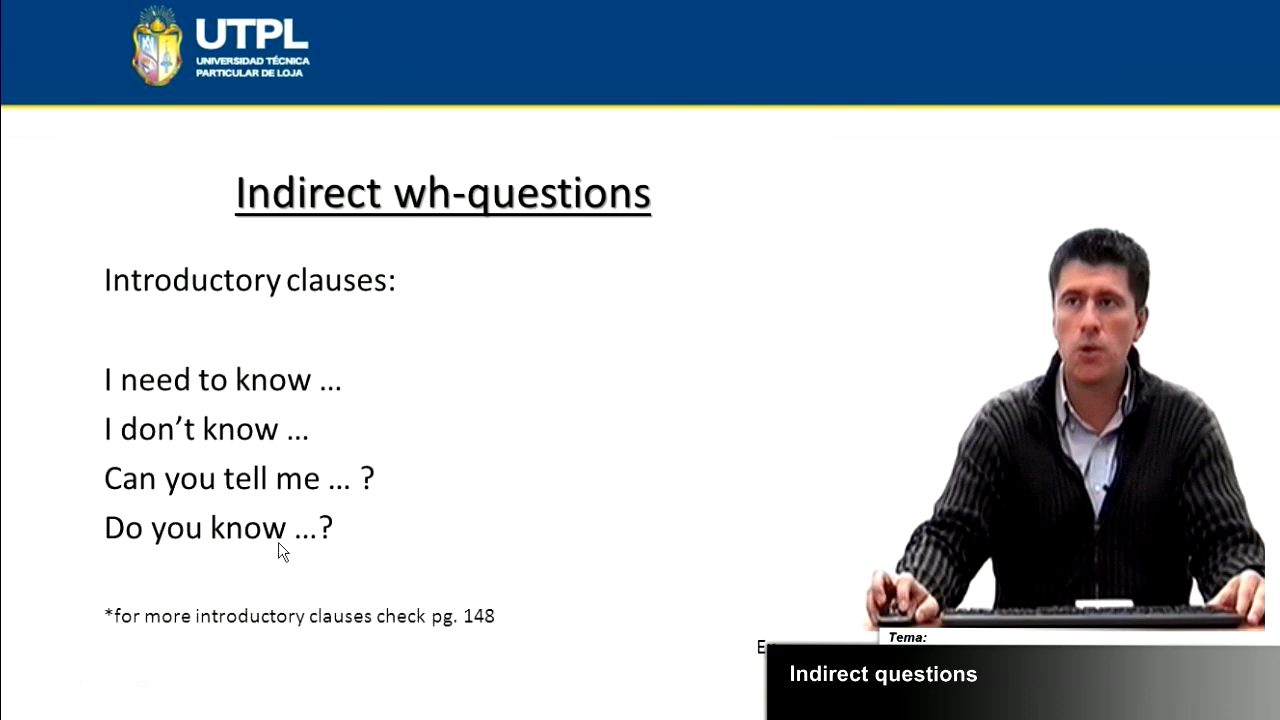 UTPL
UNIVERSIDAD TÉCNICA
PARTICULAR DE LOJA
Indirect wh-questions
Introductory clauses:
I need to know ...
I don’t know ...
Can you tell me ... ?
Do you know ...?
*for more introductory clauses check pg. 148
Tema:
Indirect questions